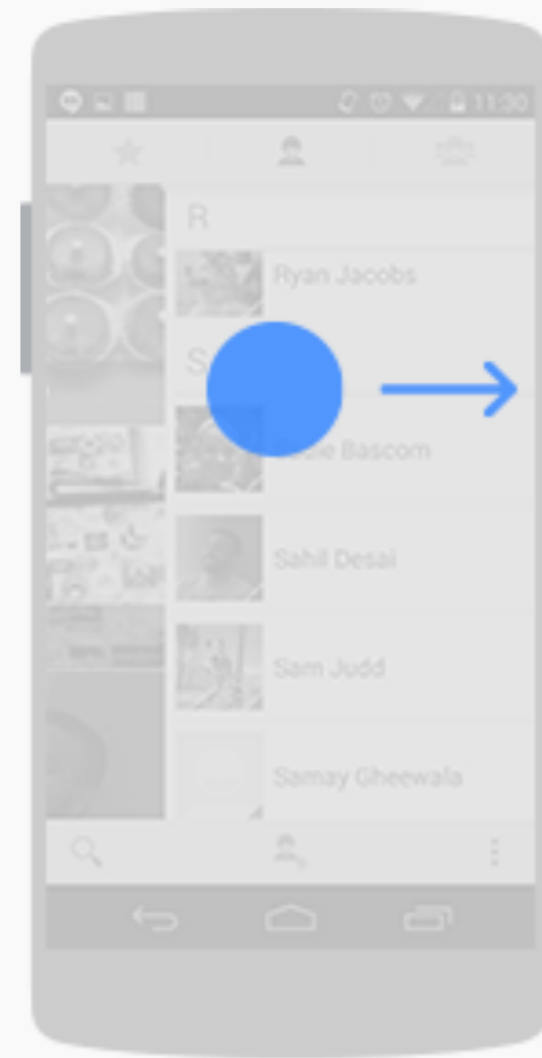 11:30
R
Ryan Jacobs
S
Bascom
Sahil Desai
Sam Judd
Samay Gheewala